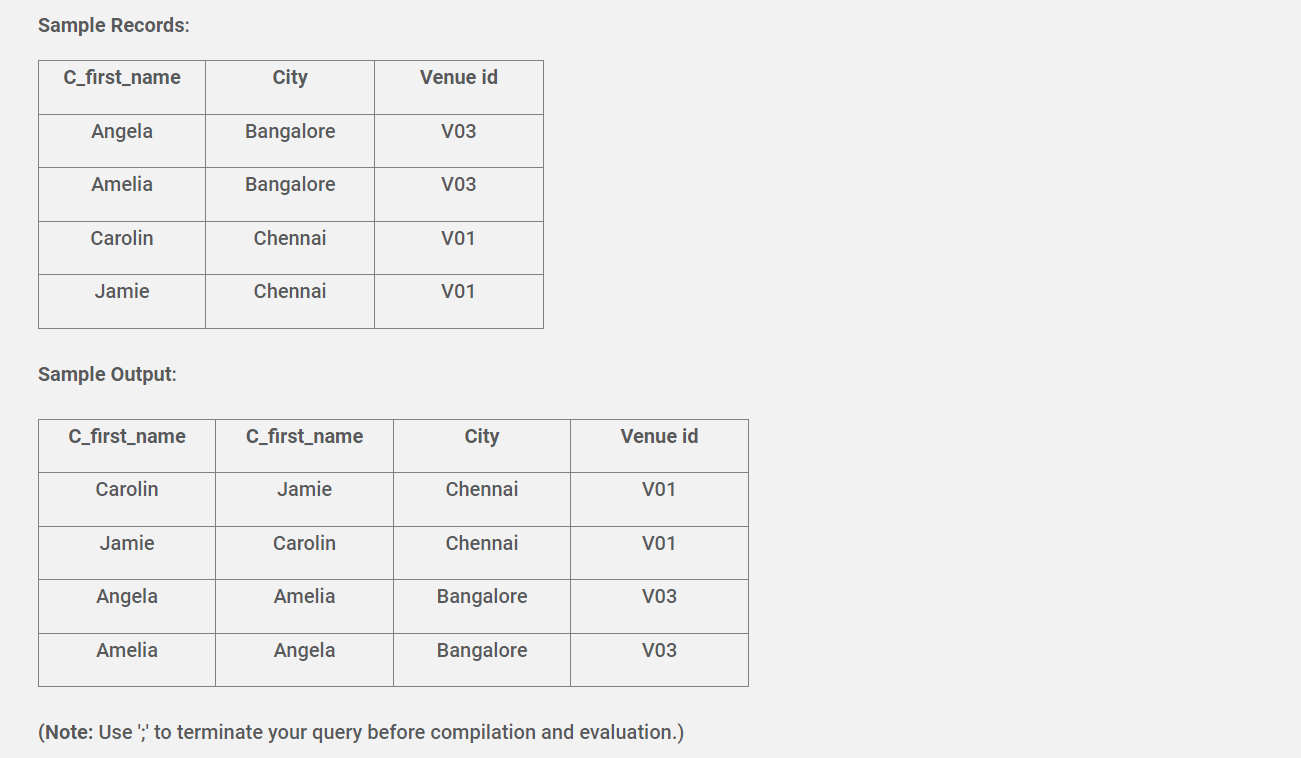 Sample Records:
C_first_name City Venue id
Angela Bangalore V03
Amelia Bangalore V03
Carolin Chennai V01
Jamie Chennai V01
Sample Output:
C_first_name C_first_name City Venue id
Carolin Jamie Chennai V01
Jamie Carolin Chennai V01
Angela Amelia Bangalore V03
Amelia Angela Bangalore V03
(Note: Use ';' to terminate your query before compilation and evaluation.)